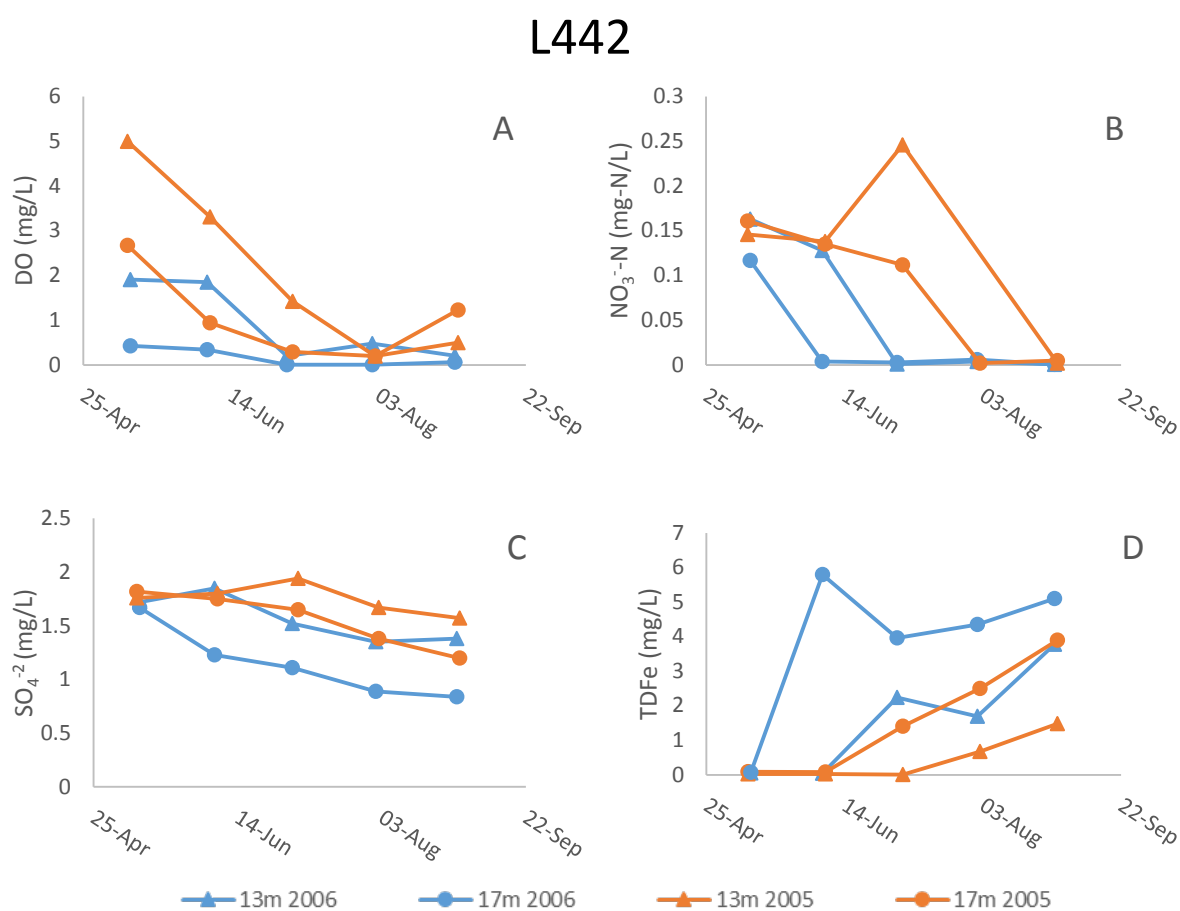 L442
A
DO (mg/L)
6
5
4
3
2
1
0
25-Apr
14-Jun
03-Aug
22-Sep
B
NO₃⁻-N (mg-N/L)
0.3
0.25
0.2
0.15
0.1
0.05
0
25-Apr
14-Jun
03-Aug
22-Sep
C
SO₄⁻² (mg/L)
2.5
2
1.5
1
0.5
0
25-Apr
14-Jun
03-Aug
22-Sep
D
TDFe (mg/L)
7
6
5
4
3
2
1
0
25-Apr
14-Jun
03-Aug
22-Sep
13m 2006
17m 2006
13m 2005
17m 2005